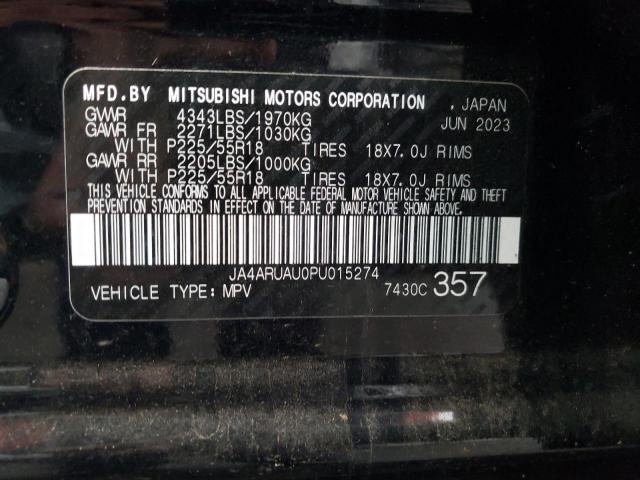 MFD.BY MITSUBISHI MOTORS CORPORATION , JAPAN
GVWR 4343LBS/1970KG JUN 2023
GAWR FR 2271LBS/1030KG
WITH P225/55R18 TIRES 18X7.0J RIMS
GAWR RR 2205LBS/1000KG
WITH P225/55R18 TIRES 18X7.0J RIMS
THIS VEHICLE CONFORMS TO ALL APPLICABLE FEDERAL MOTOR VEHICLE SAFETY AND THEFT
PREVENTION STANDARDS IN EFFECT ON THE DATE OF MANUFACTURE SHOWN ABOVE.
JA4ARUAU0PU015274
VEHICLE TYPE: MPV 7430C 357